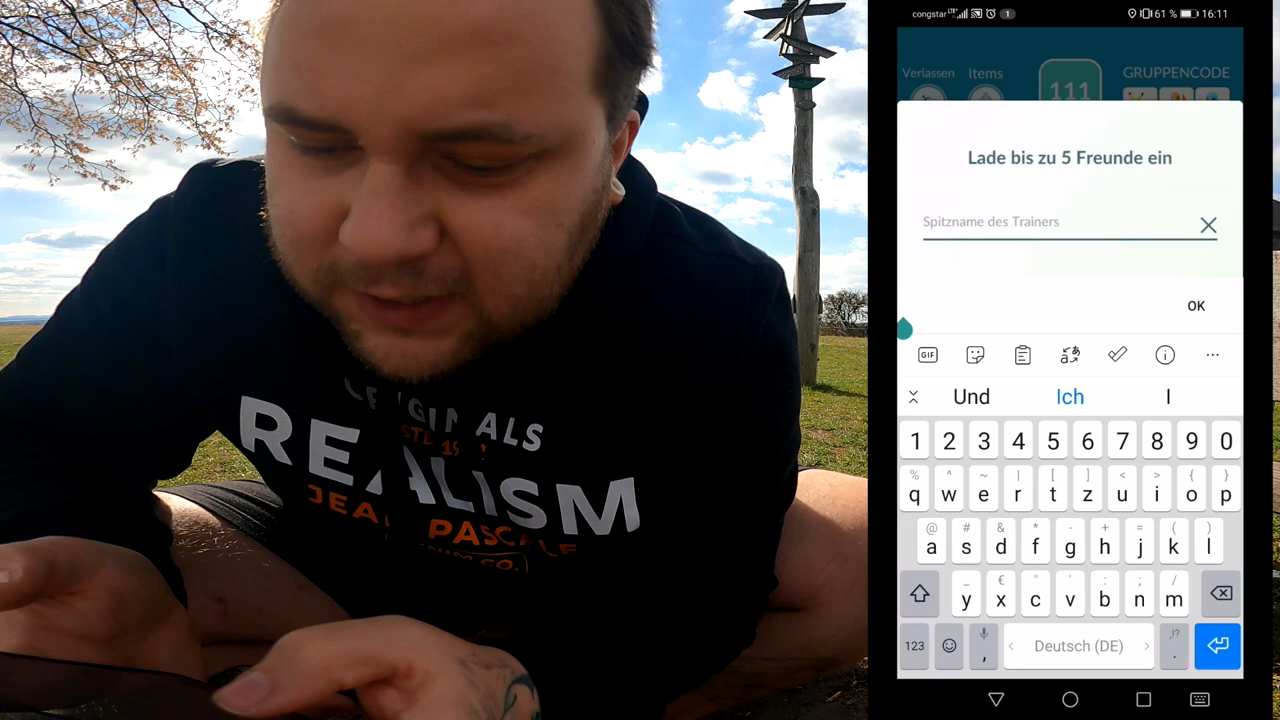 ORIGINALS
REALISM
JEAN PASCALE
congstar
1
61 %
16:11
Verlassen
Items
111
GRUPPENCODE
Lade bis zu 5 Freunde ein
Spitzname des Trainers
OK
GIF
Und Ich I
1 2 3 4 5 6 7 8 9 0
% ^ ~ | [ ] < > { }
q w e r t z u i o p
@ # & * - + = ( )
a s d f g h j k l
_ € " ' : ; /
y x c v b n m
123 , Deutsch (DE) ,!? .